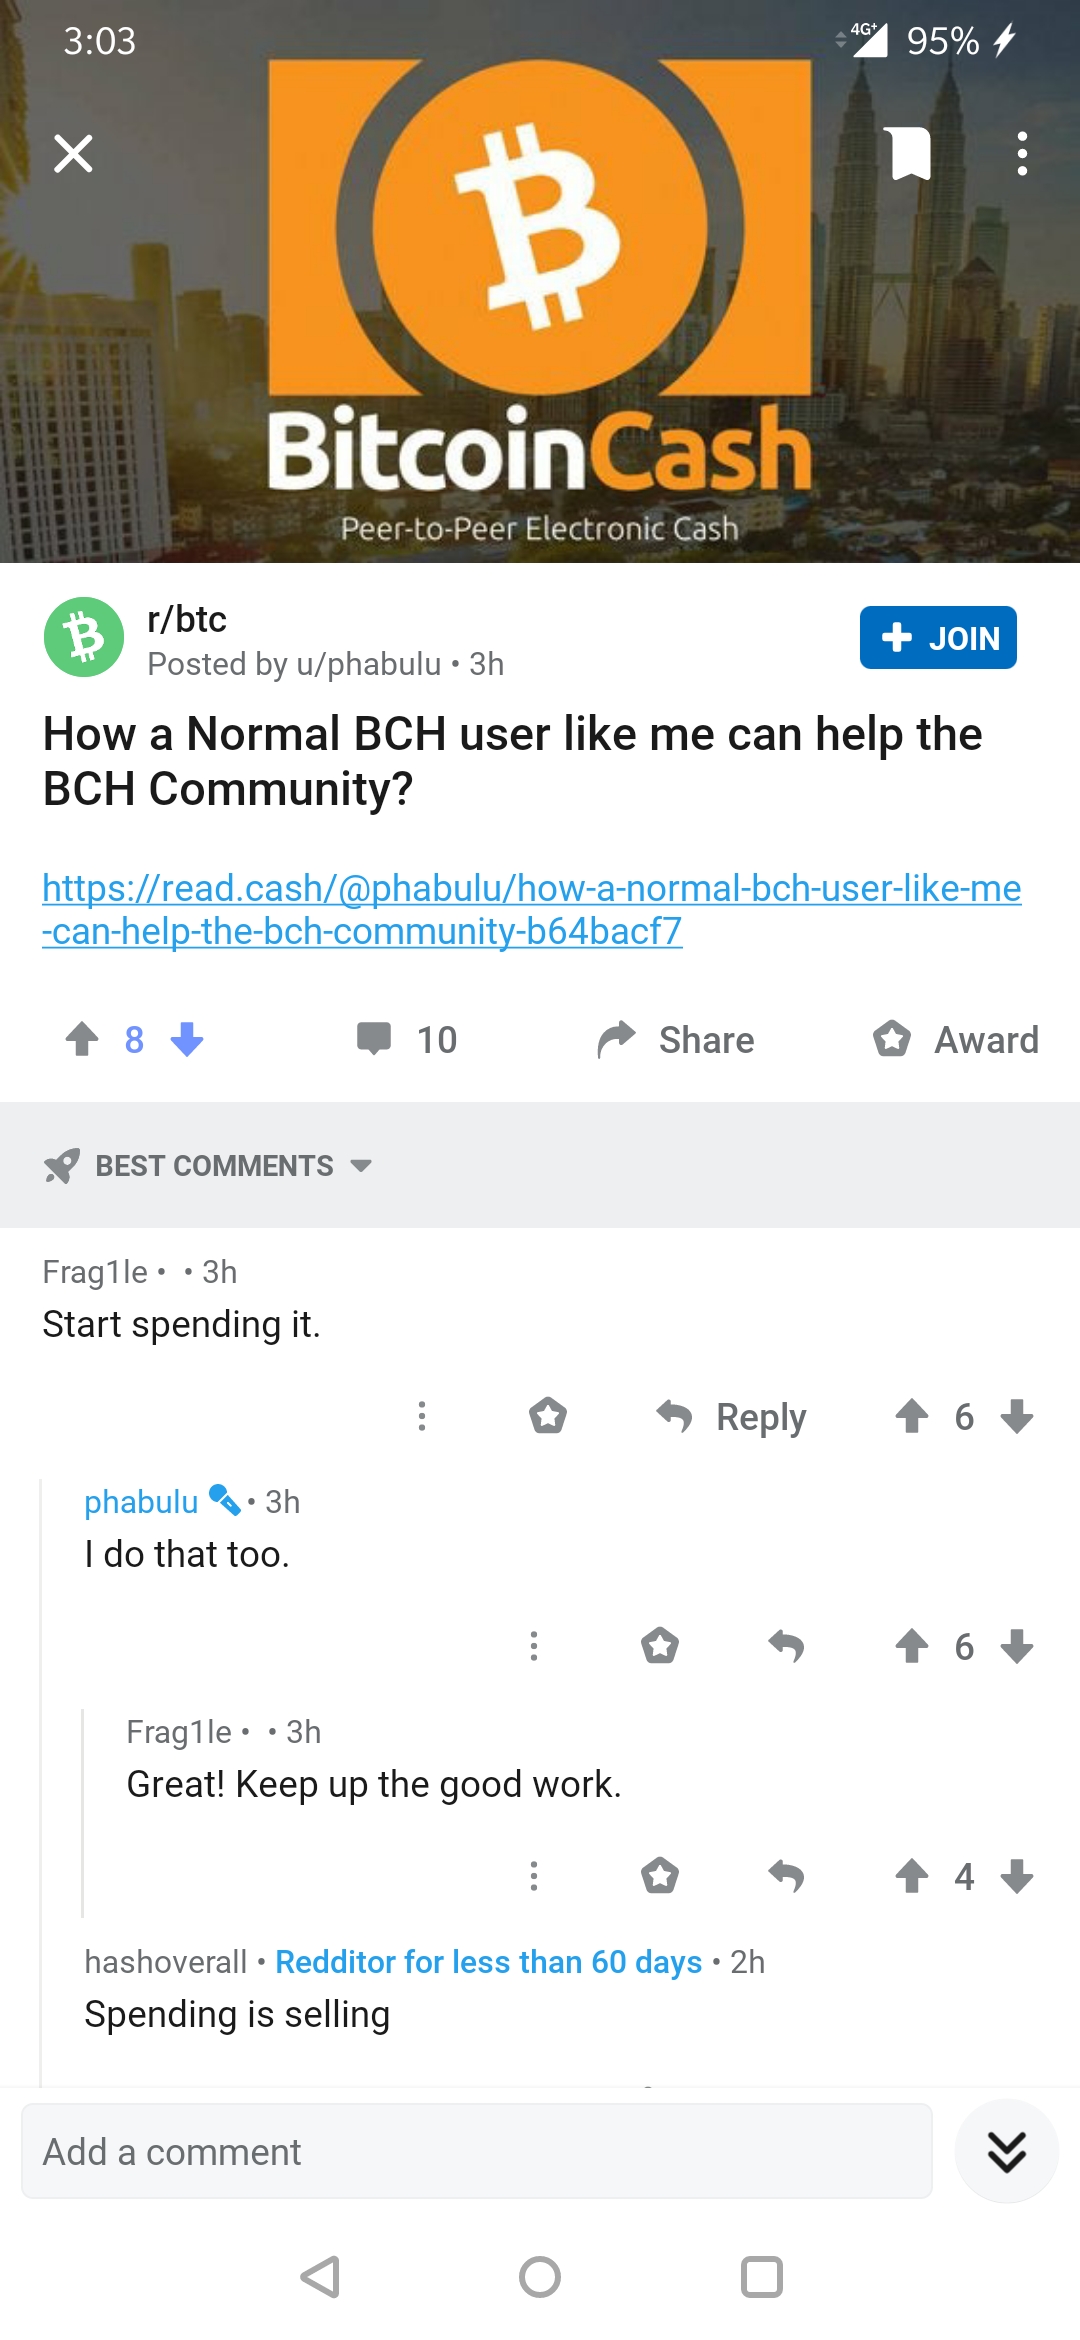 3:03
4G+ 95%
BitcoinCash
Peer-to-Peer Electronic Cash
r/btc
Posted by u/phabulu • 3h
JOIN
How a Normal BCH user like me can help the
BCH Community?
https://read.cash/@phabulu/how-a-normal-bch-user-like-me
-can-help-the-bch-community-b64bacf7
8 10 Share Award
BEST COMMENTS
Frag1le • • 3h
Start spending it.
Reply 6
phabulu • 3h
I do that too.
6
Frag1le • • 3h
Great! Keep up the good work.
4
hashoverall • Redditor for less than 60 days • 2h
Spending is selling
Add a comment